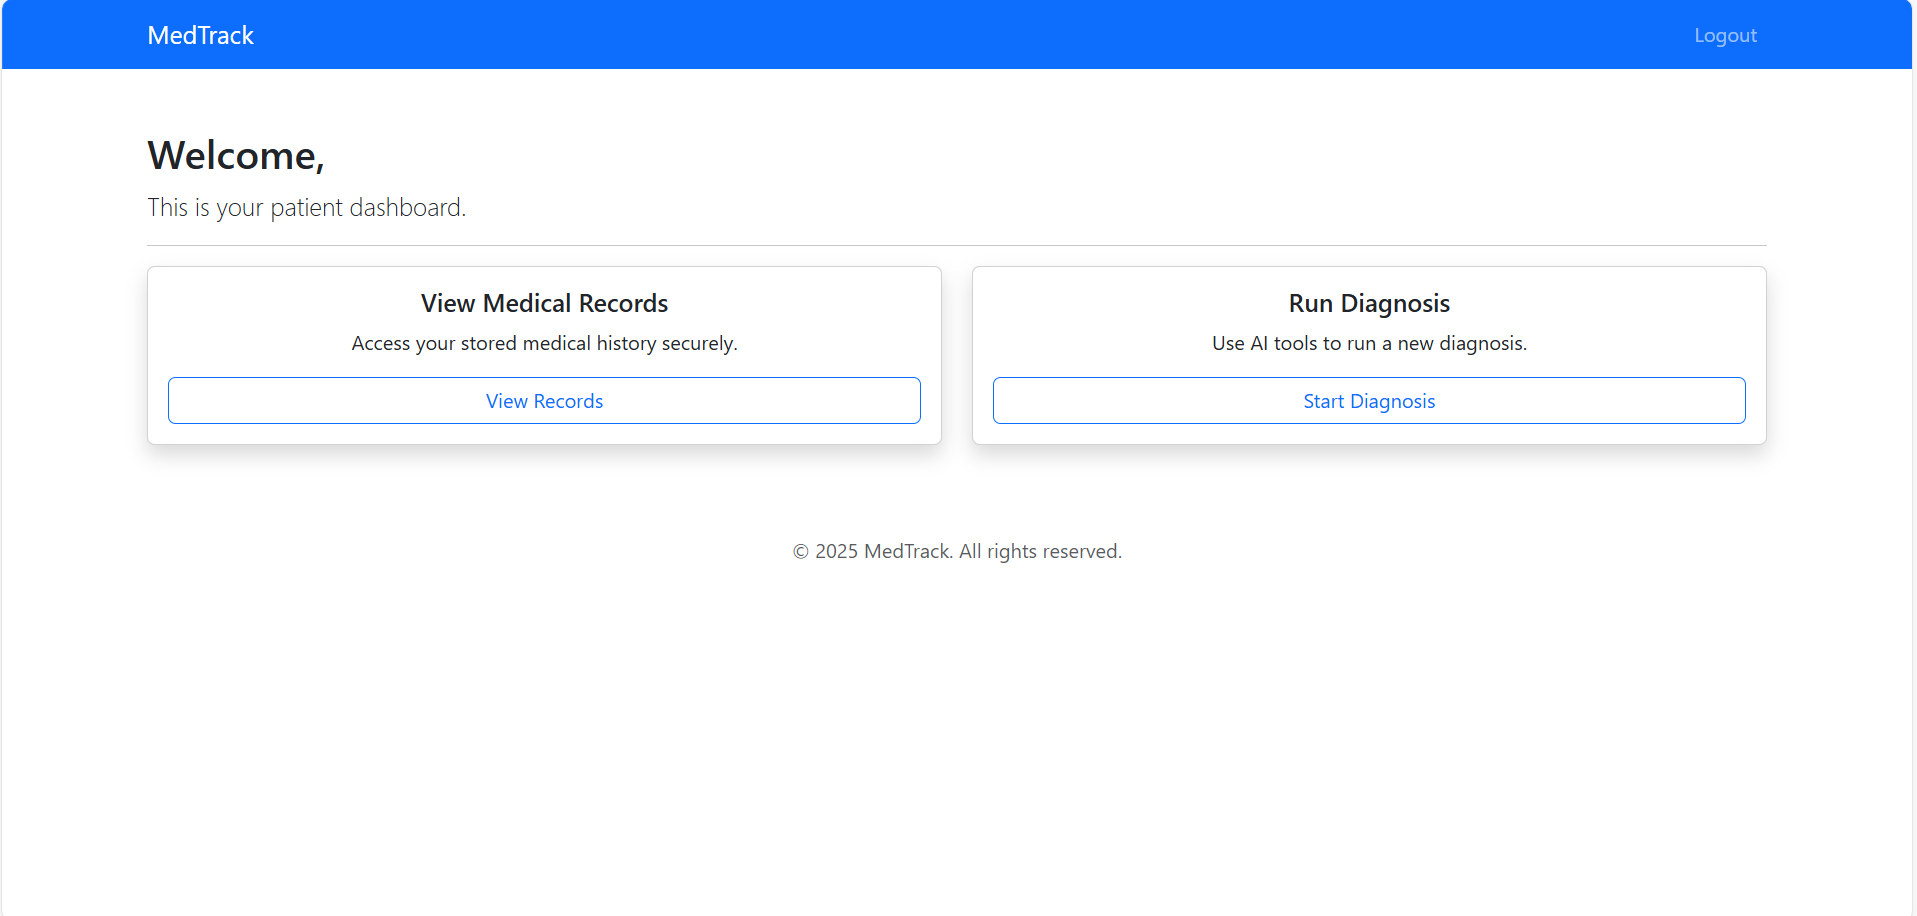 MedTrack
Logout
Welcome,
This is your patient dashboard.
View Medical Records
Access your stored medical history securely.
View Records
Run Diagnosis
Use AI tools to run a new diagnosis.
Start Diagnosis
© 2025 MedTrack. All rights reserved.